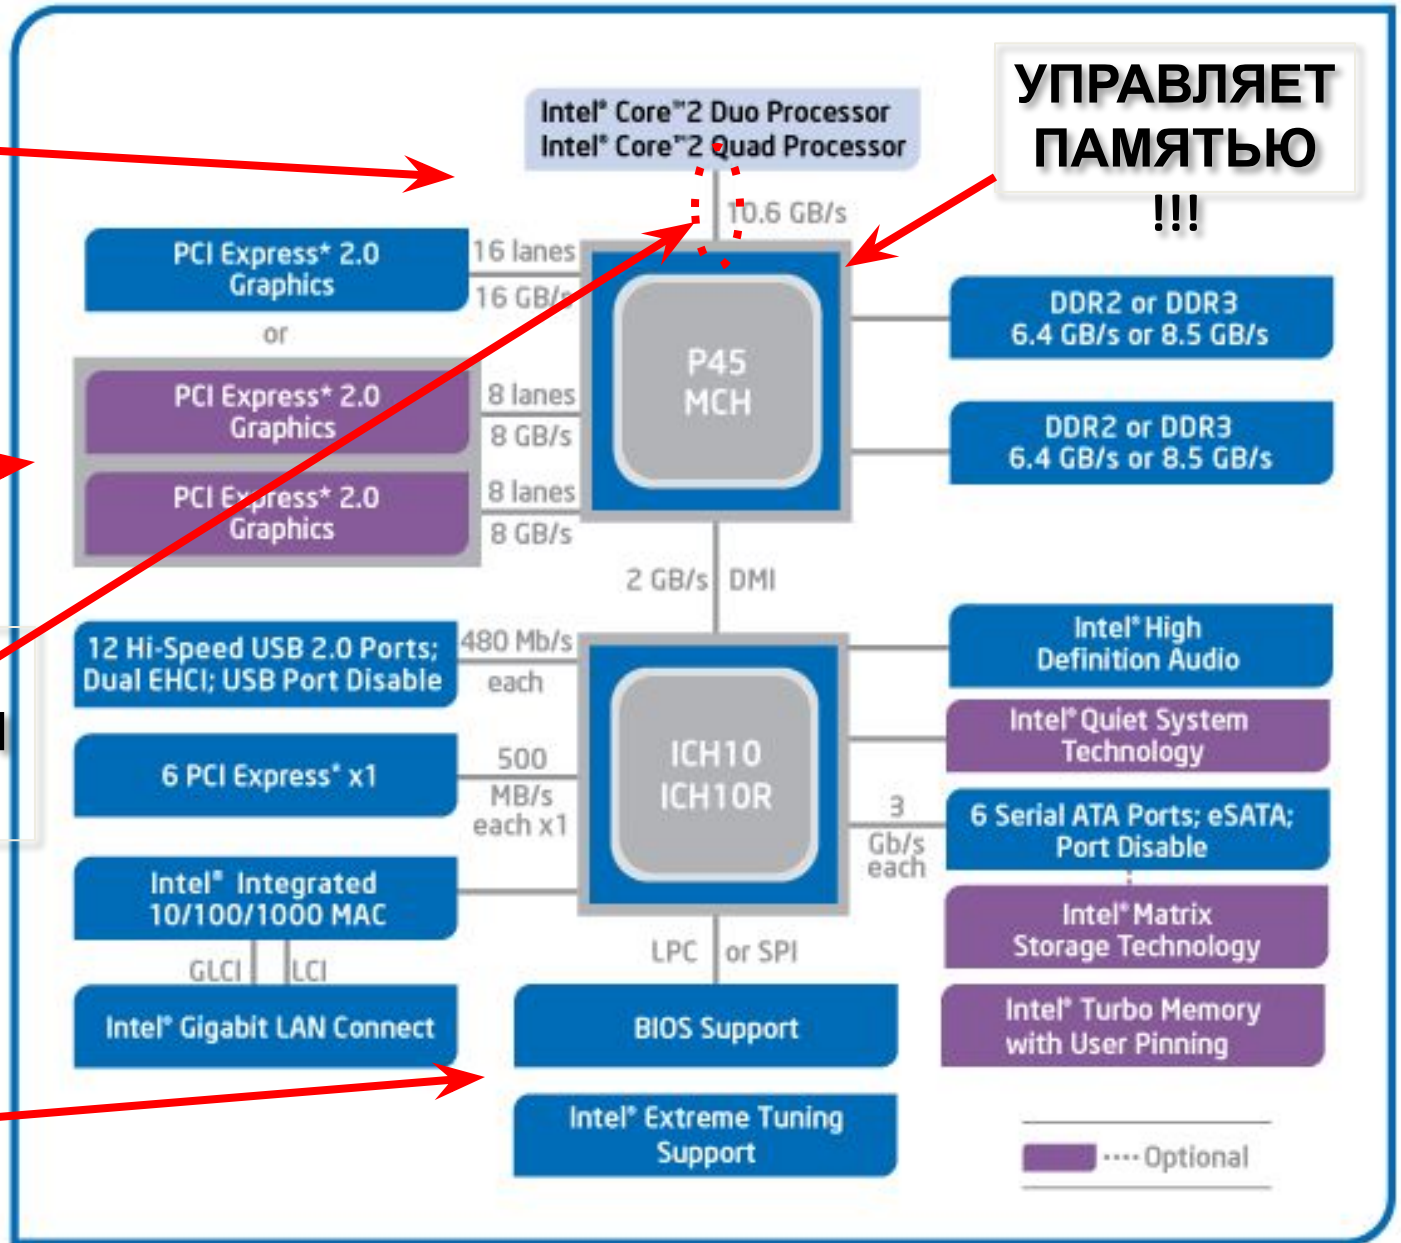 УПРАВЛЯЕТ
ПАМЯТЬЮ
!!!
Intel® Core™2 Duo Processor
Intel® Core™2 Quad Processor
10.6 GB/s
PCI Express* 2.0
Graphics
16 lanes
16 GB/s
or
PCI Express* 2.0
Graphics
8 lanes
8 GB/s
PCI Express* 2.0
Graphics
8 lanes
8 GB/s
P45
MCH
DDR2 or DDR3
6.4 GB/s or 8.5 GB/s
DDR2 or DDR3
6.4 GB/s or 8.5 GB/s
2 GB/s DMI
12 Hi-Speed USB 2.0 Ports;
Dual EHCI; USB Port Disable
480 Mb/s
each
6 PCI Express* x1
500
MB/s
each x1
Intel® Integrated
10/100/1000 MAC
GLCI LCI
Intel® Gigabit LAN Connect
ICH10
ICH10R
Intel® High
Definition Audio
Intel® Quiet System
Technology
3
Gb/s
each
6 Serial ATA Ports; eSATA;
Port Disable
Intel® Matrix
Storage Technology
Intel® Turbo Memory
with User Pinning
LPC or SPI
BIOS Support
Intel® Extreme Tuning
Support
Optional